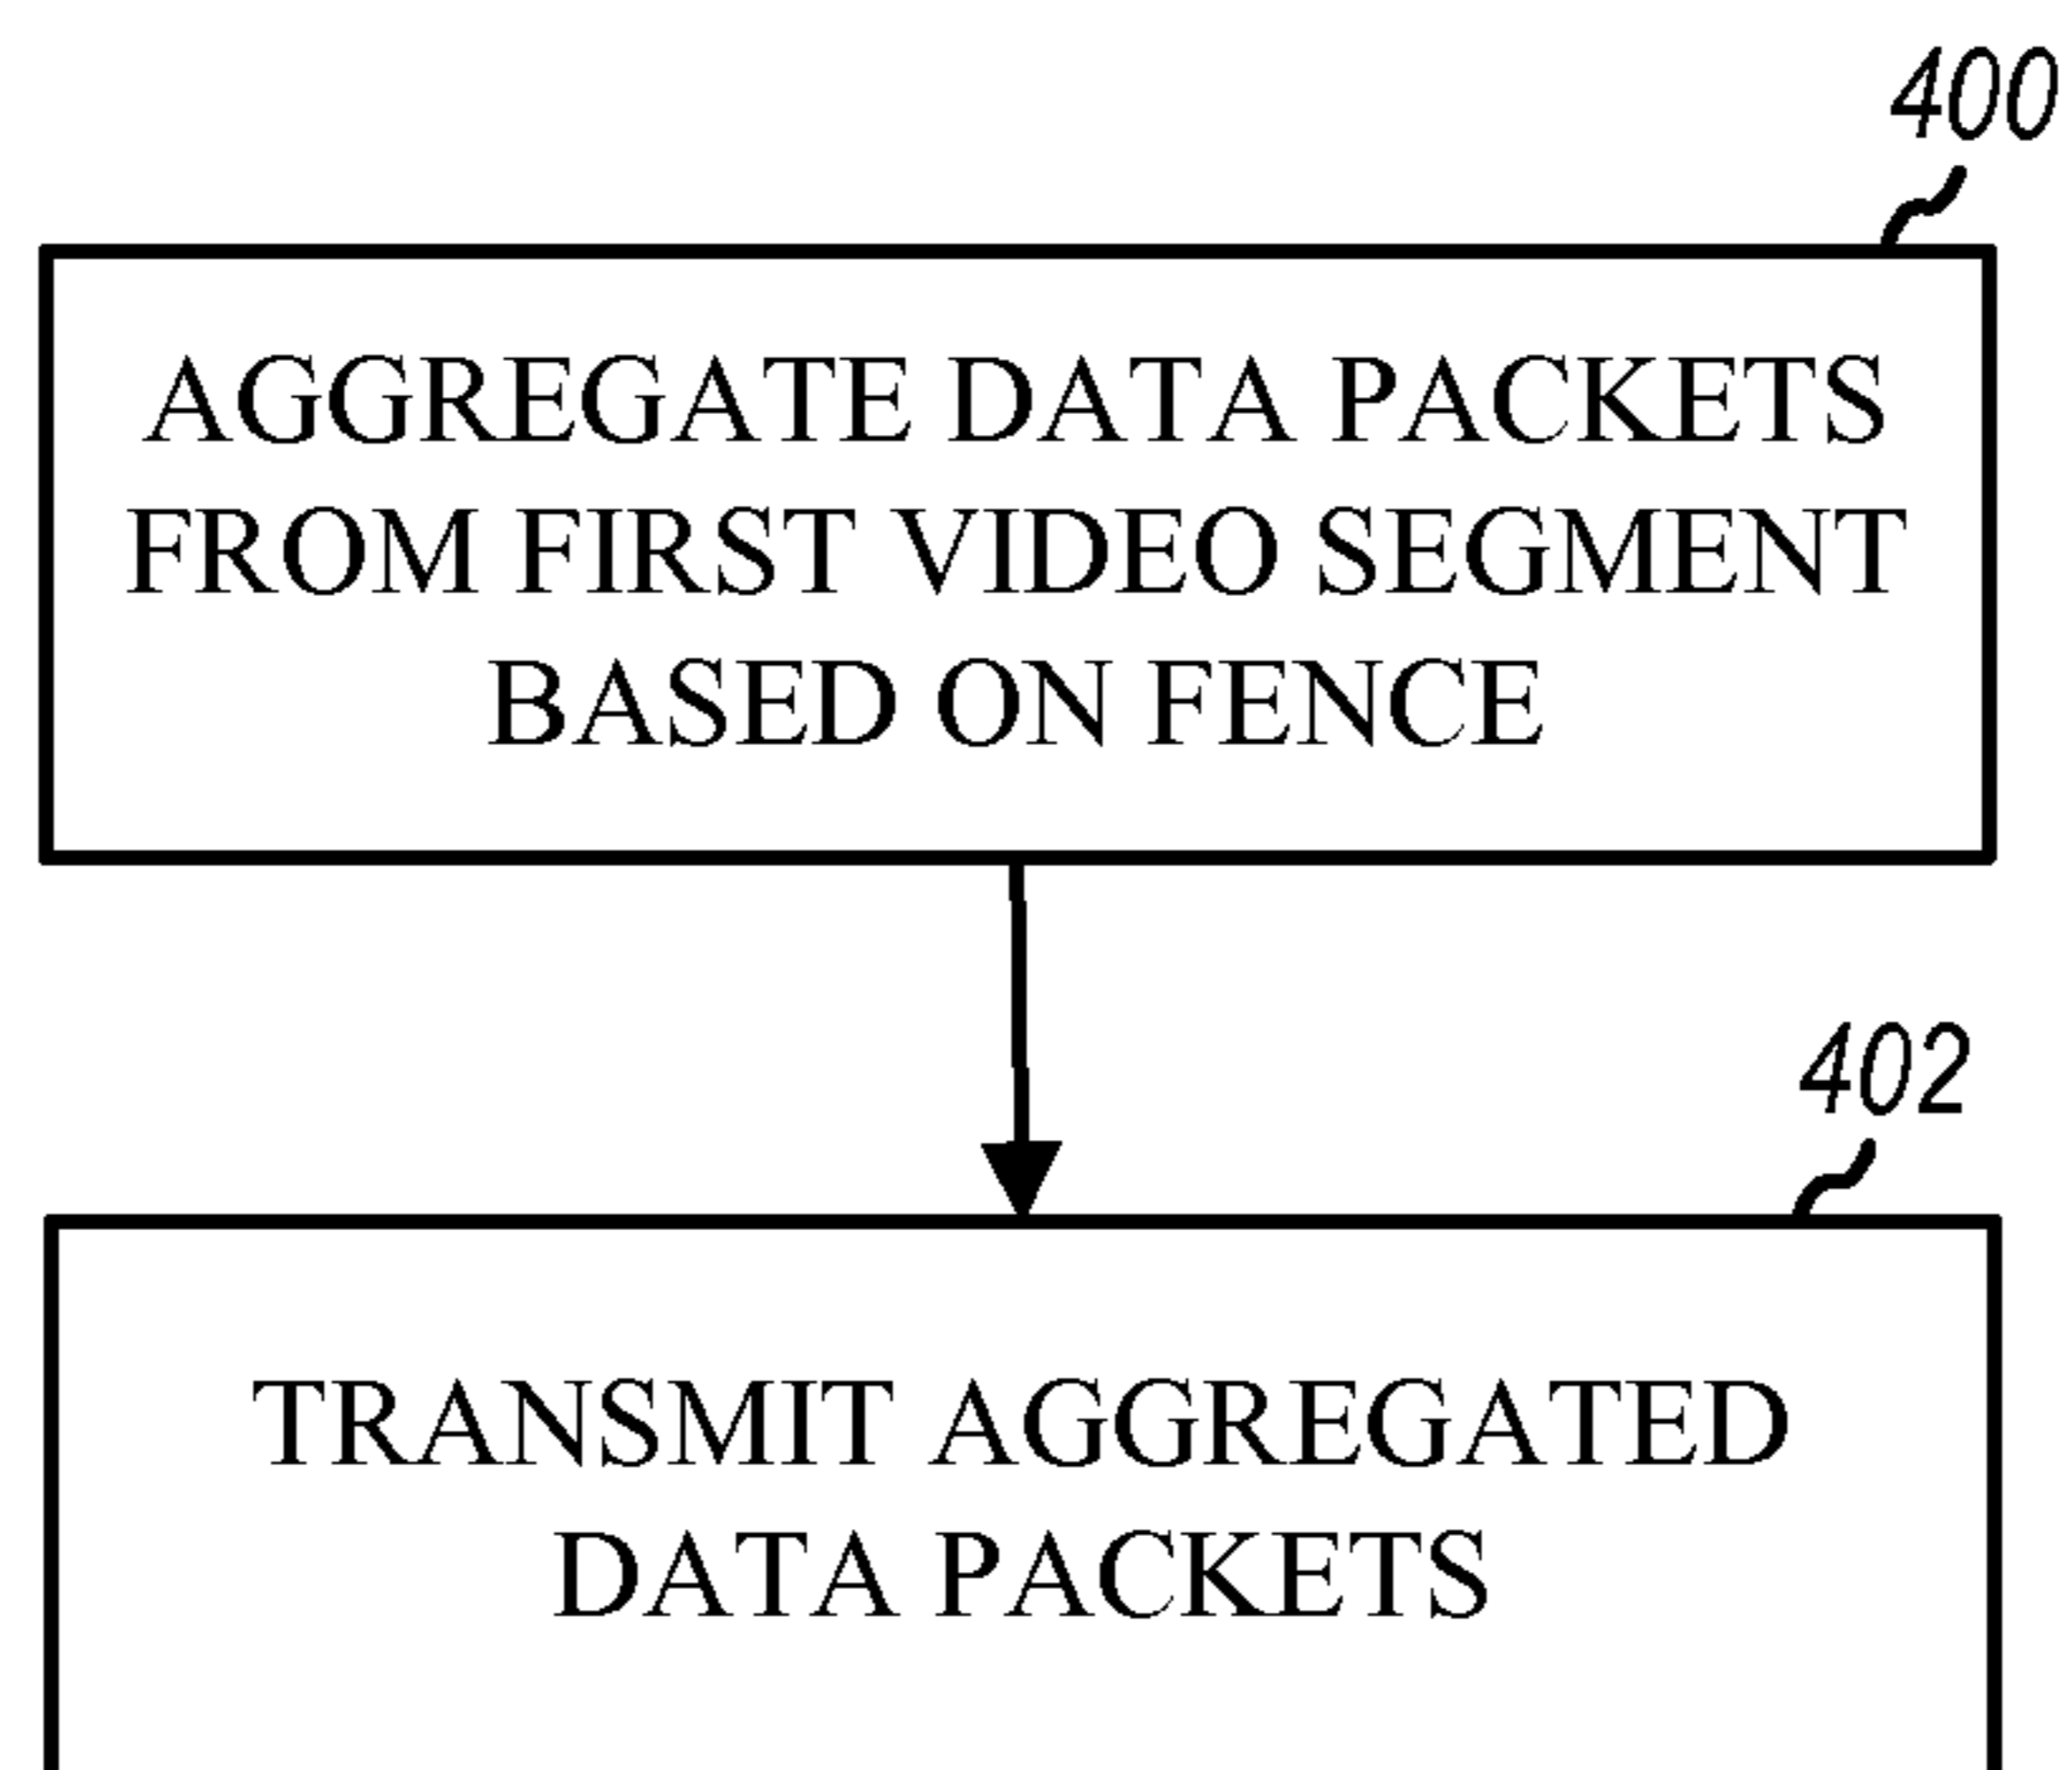 400
AGGREGATE DATA PACKETS
FROM FIRST VIDEO SEGMENT
BASED ON FENCE
402
TRANSMIT AGGREGATED
DATA PACKETS